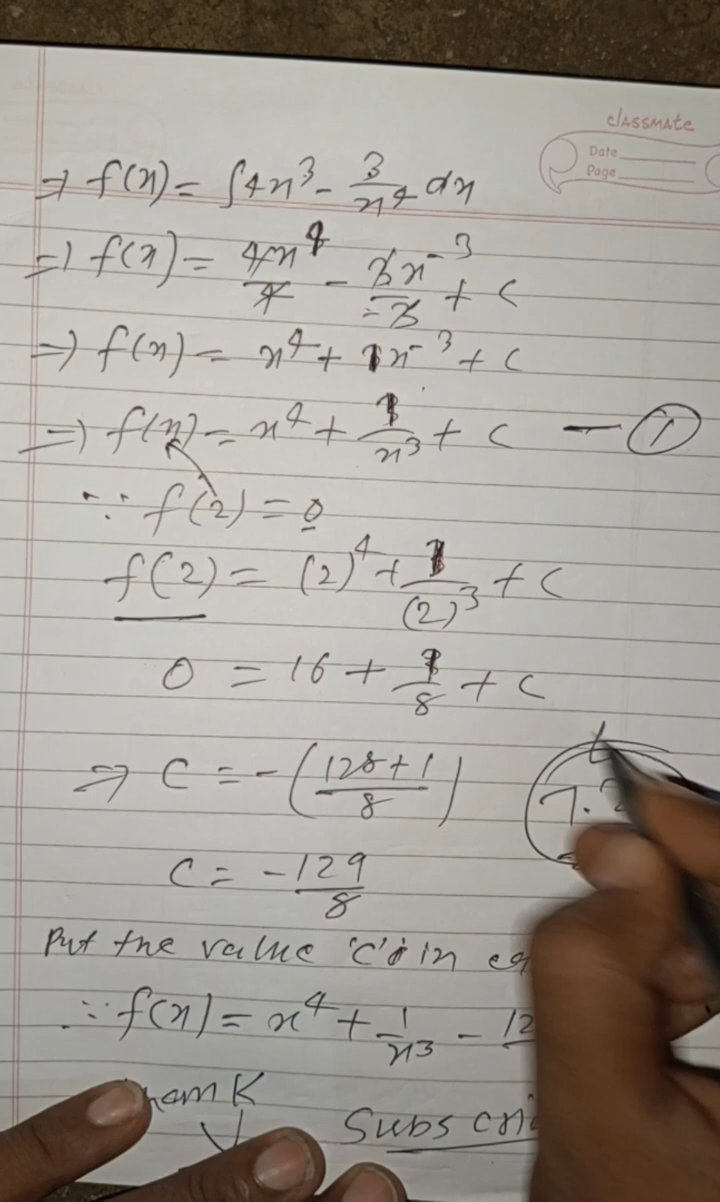 classmate
Date
Page
⇒ f(x) = ∫4x³ - 3/x⁴ dx
⇒ f(x) = 4x⁴/4 - 3x⁻³/-3 + c
⇒ f(x) = x⁴ + 1x⁻³ + c
⇒ f(x) = x⁴ + 1/x³ + c — ①
∵ f(2) = 0
f(2) = (2)⁴ + 1/(2)³ + c
0 = 16 + 1/8 + c
⇒ c = -(128+1/8)
c = -129/8
Put the value 'c' in
∵ f(x) = x⁴ + 1/x³ - 12